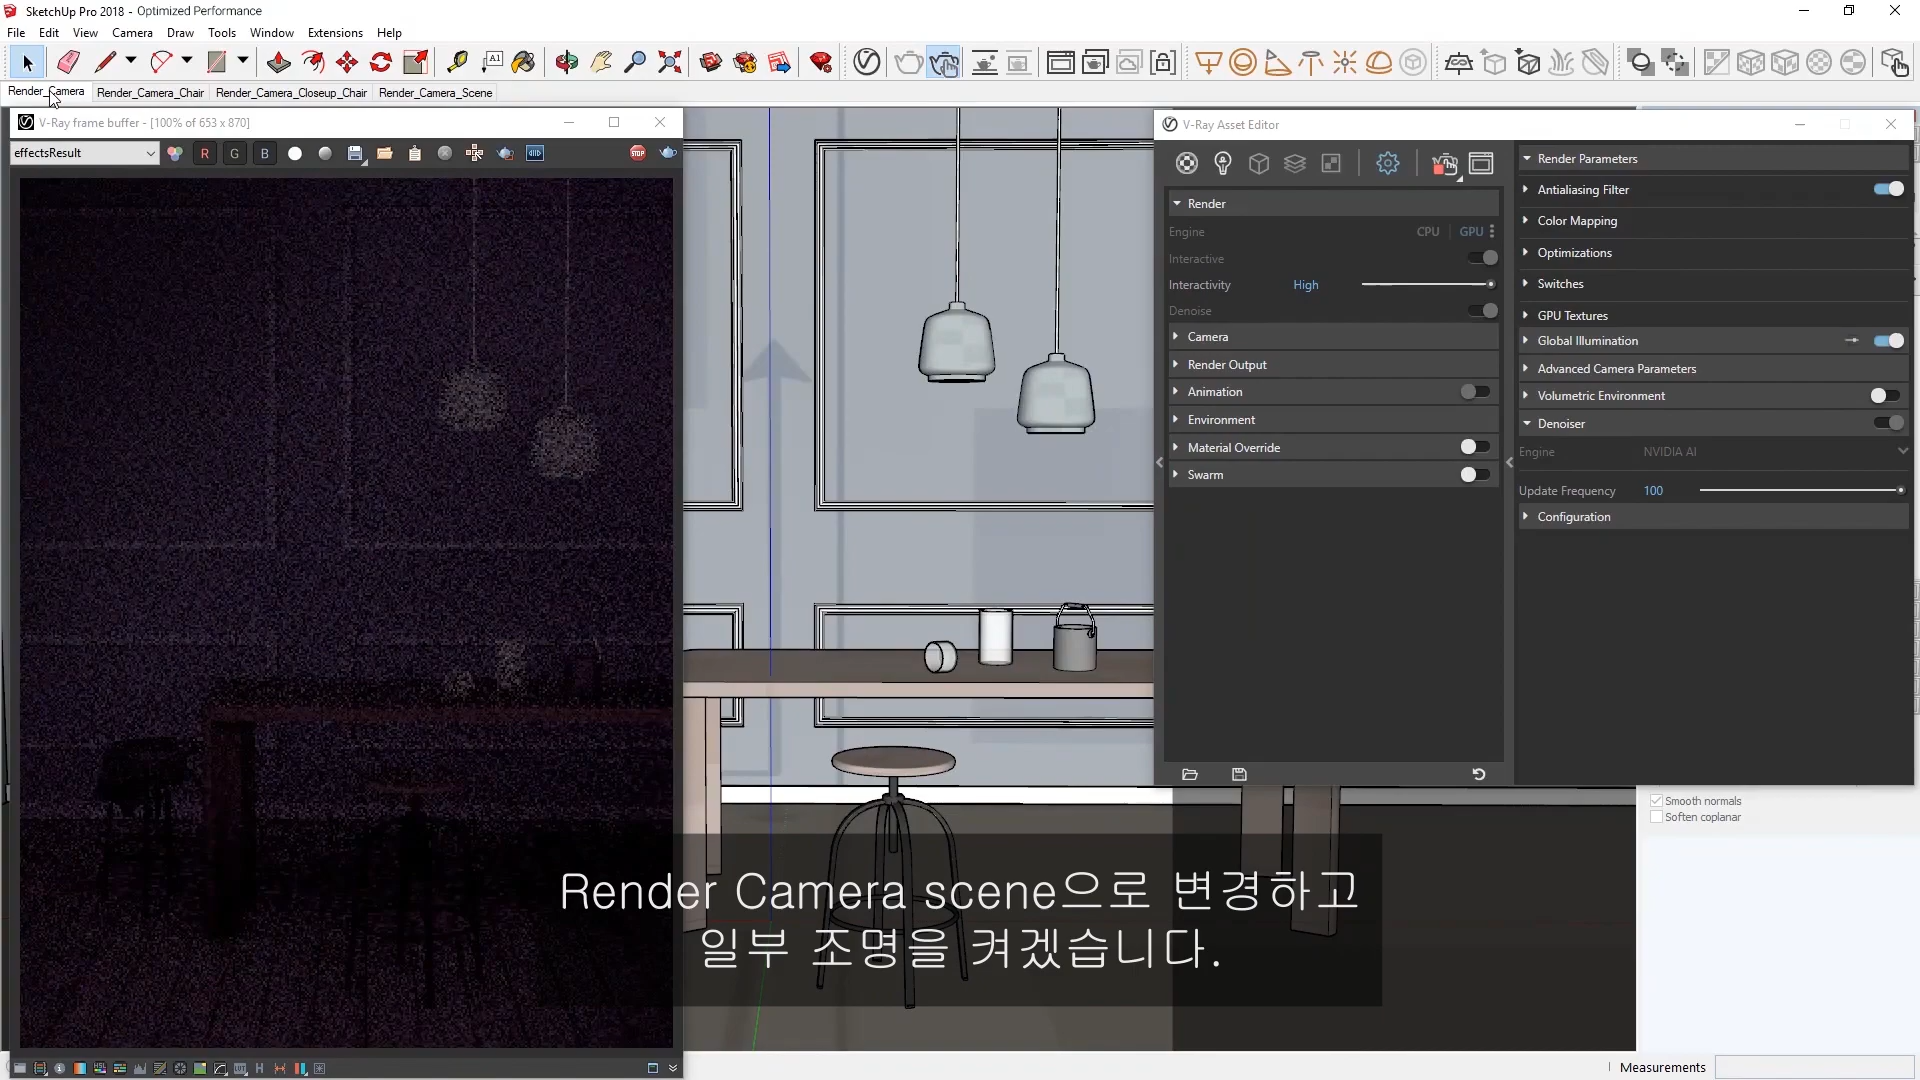 SketchUp Pro 2018 - Optimized Performance
File Edit View Camera Draw Tools Window Extensions Help
A1
Render_Camera Render_Camera_Chair Render_Camera_Closeup_Chair Render_Camera_Scene
V-Ray frame buffer - [100% of 653 x 870]
effectsResult
R G B
STOP
H
V-Ray Asset Editor
Render
Engine CPU GPU
Interactive
Interactivity High
Denoise
Camera
Render Output
Animation
Environment
Material Override
Swarm
Render Parameters
Antialiasing Filter
Color Mapping
Optimizations
Switches
GPU Textures
Global Illumination
Advanced Camera Parameters
Volumetric Environment
Denoiser
Engine NVIDIA AI
Update Frequency 100
Configuration
Smooth normals
Soften coplanar
Render Camera scene으로 변경하고
일부 조명을 켜겠습니다.
Measurements